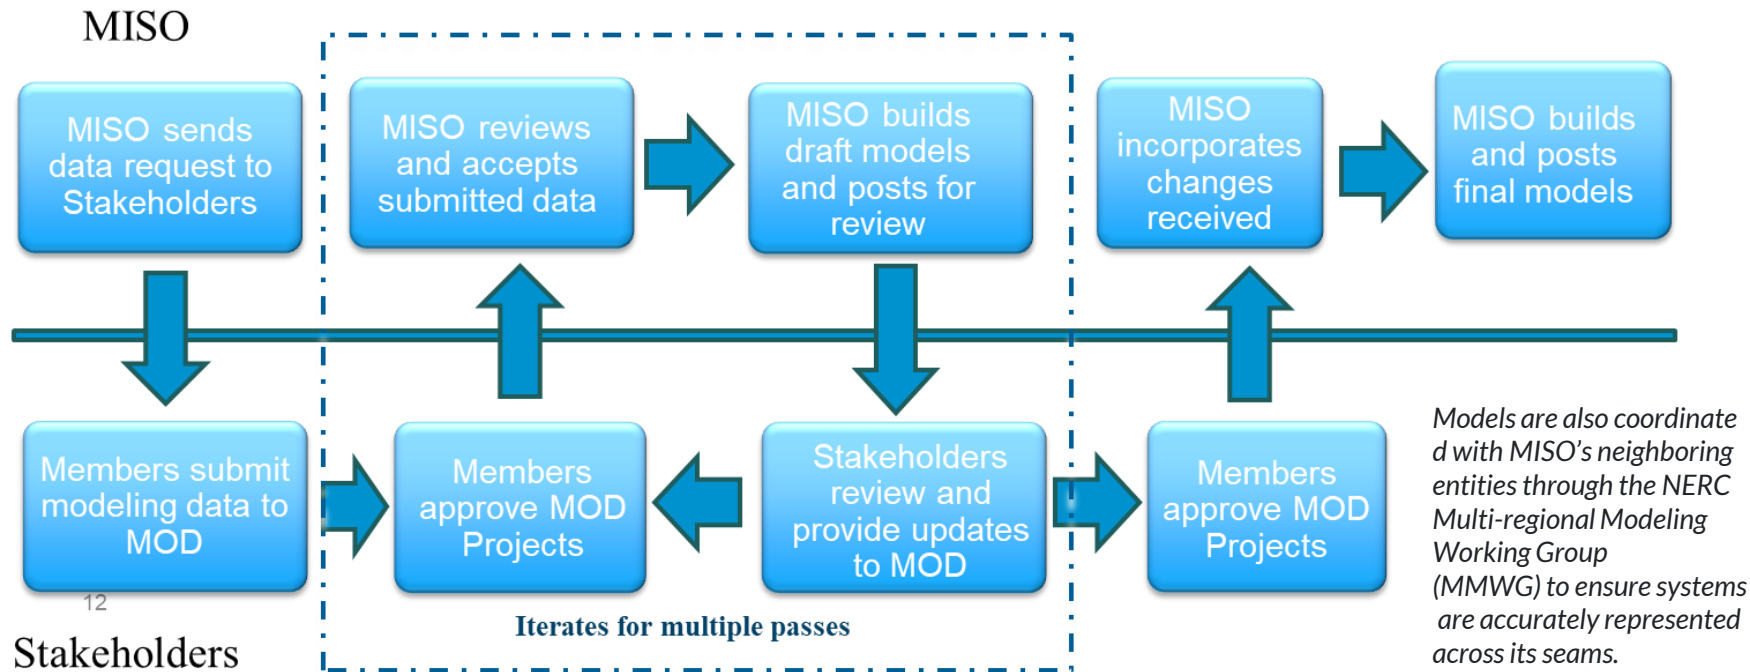 MISO
MISO sends
data request to
Stakeholders
MISO reviews
and accepts
submitted data
MISO builds
draft models
and posts for
review
MISO
incorporates
changes
received
MISO builds
and posts
final models
Members submit
modeling data to
MOD
Members
approve MOD
Projects
Stakeholders
review and
provide updates
to MOD
Members
approve MOD
Projects
Models are also coordinate
d with MISO’s neighboring
entities through the NERC
Multi-regional Modeling
Working Group
(MMWG) to ensure systems
are accurately represented
across its seams.
12
Iterates for multiple passes
Stakeholders